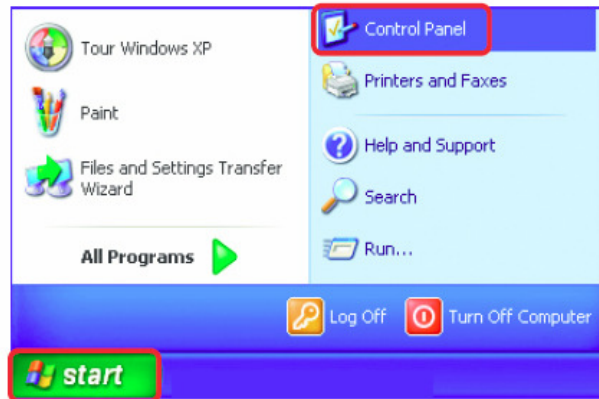 Tour Windows XP
Paint
Files and Settings Transfer
Wizard
All Programs
Control Panel
Printers and Faxes
Help and Support
Search
Run...
Log Off
Turn Off Computer
start